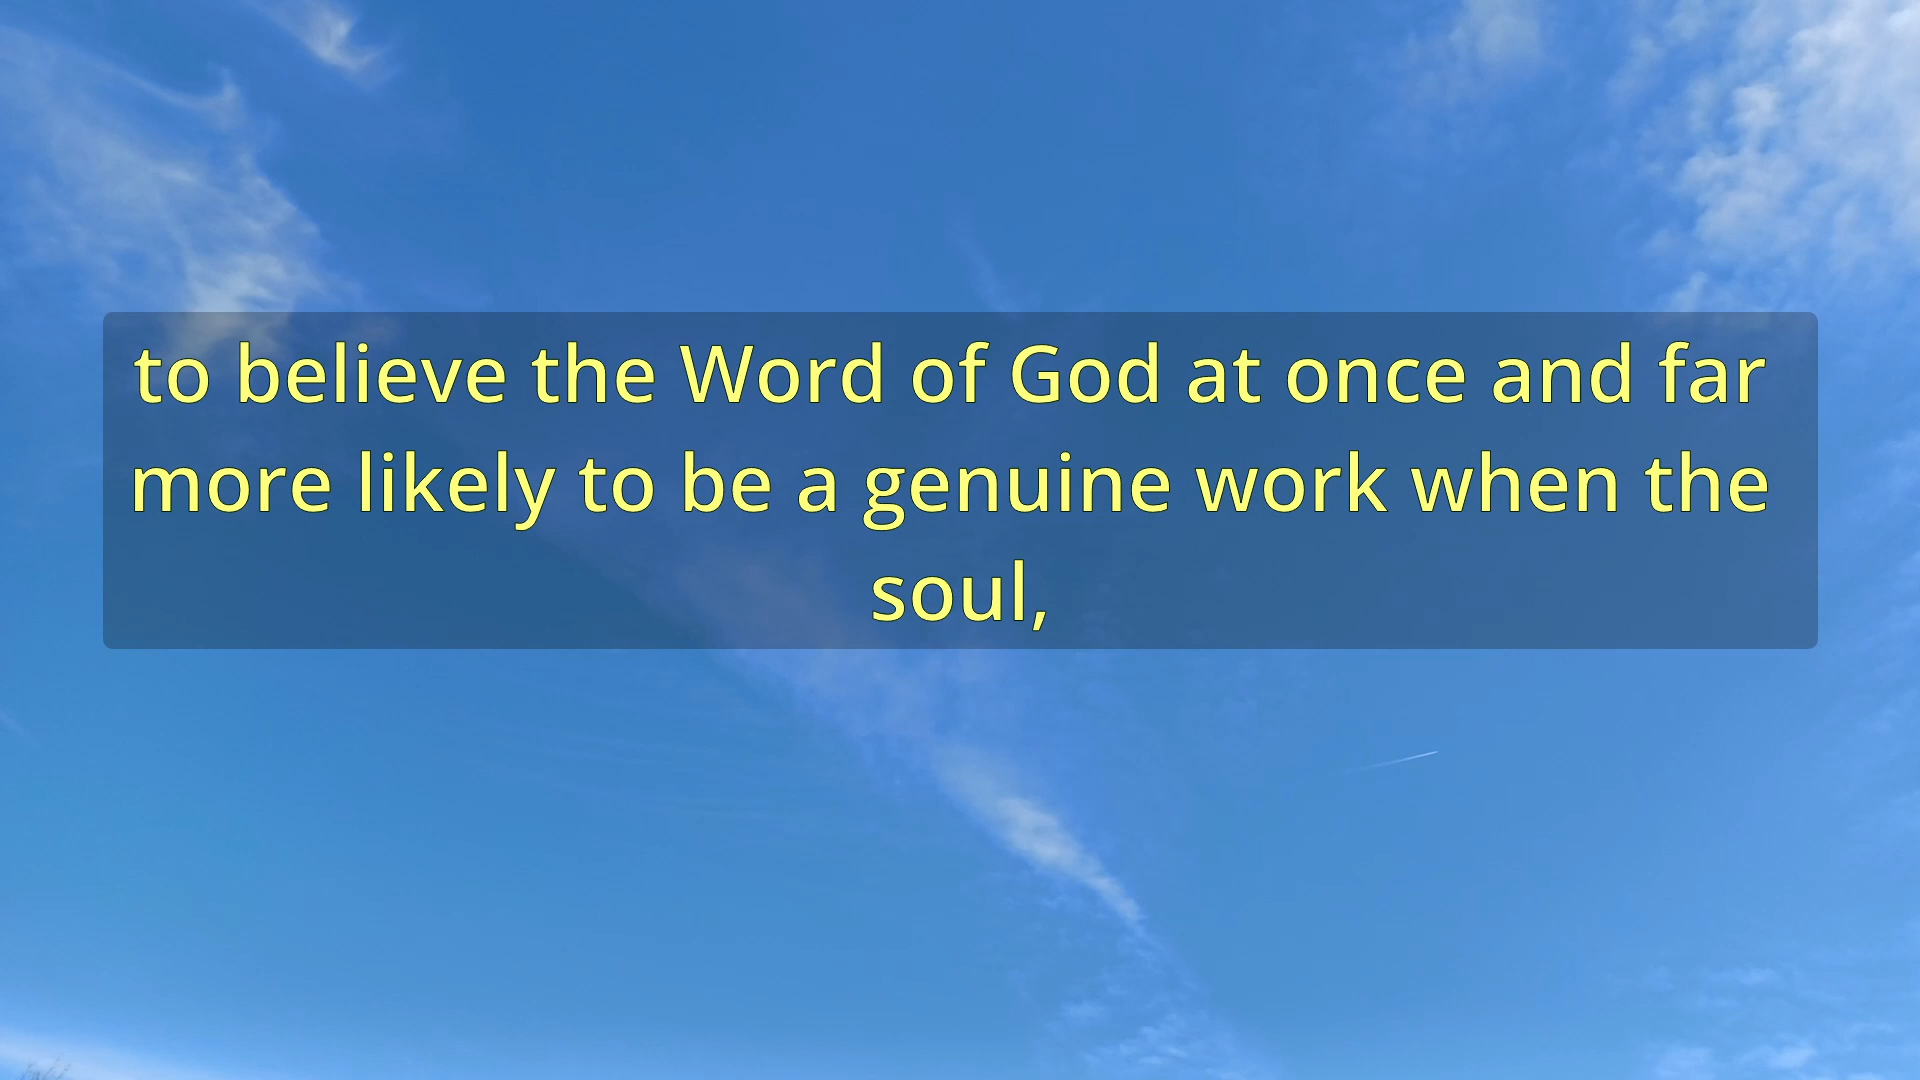 to believe the Word of God at once and far
more likely to be a genuine work when the
soul,